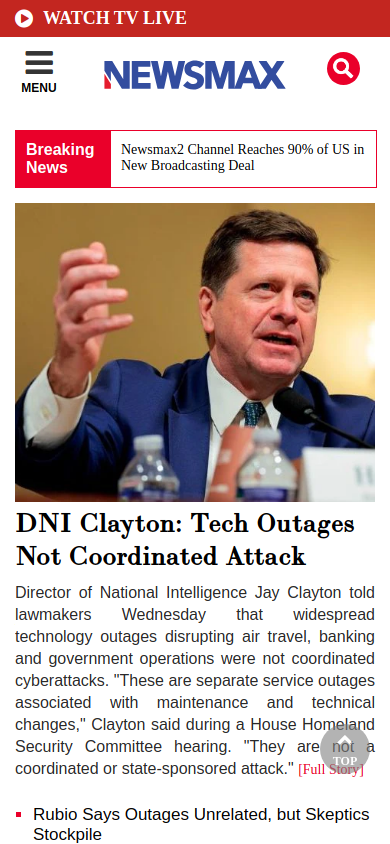 WATCH TV LIVE
MENU
NEWSMAX
Breaking
News
Newsmax2 Channel Reaches 90% of US in
New Broadcasting Deal
DNI Clayton: Tech Outages
Not Coordinated Attack
Director of National Intelligence Jay Clayton told
lawmakers Wednesday that widespread
technology outages disrupting air travel, banking
and government operations were not coordinated
cyberattacks. "These are separate service outages
associated with maintenance and technical
changes," Clayton said during a House Homeland
Security Committee hearing. "They are not a
coordinated or state-sponsored attack." [Full Story]
TOP
Rubio Says Outages Unrelated, but Skeptics
Stockpile